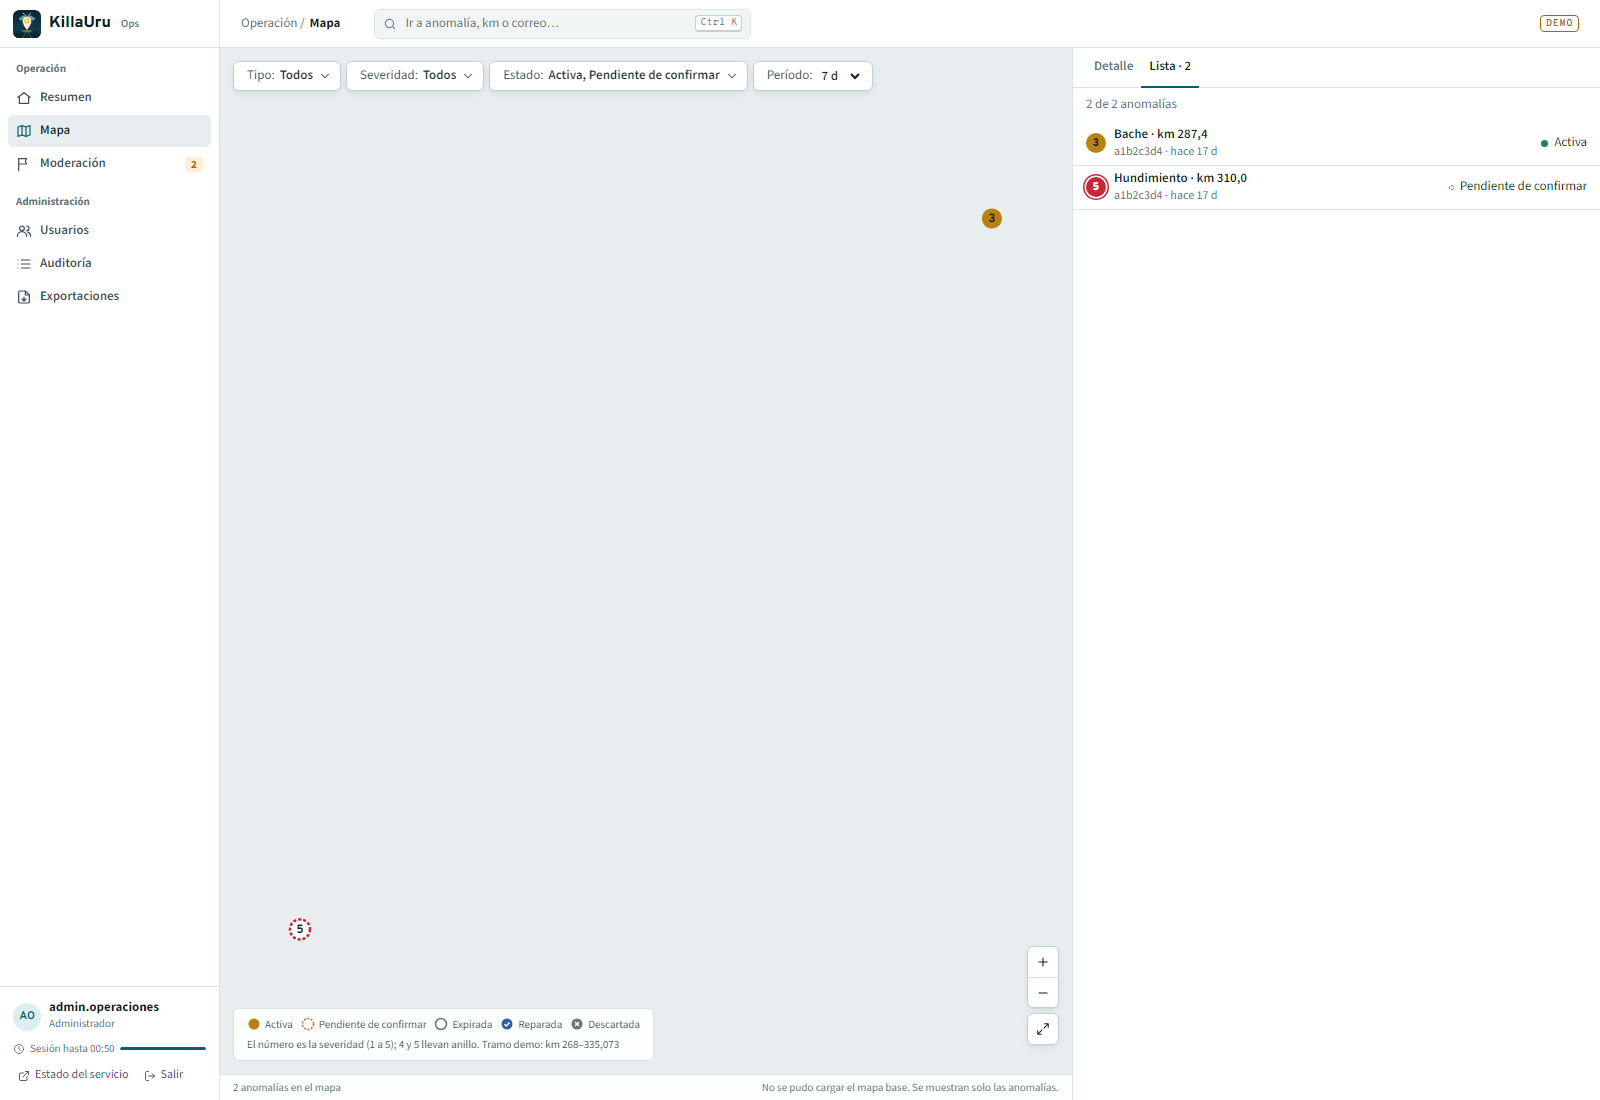 KillaUru Ops
Operación / Mapa
Ir a anomalía, km o correo…
Ctrl K
DEMO
Operación
Resumen
Mapa
Moderación 2
Administración
Usuarios
Auditoría
Exportaciones
Tipo: Todos
Severidad: Todos
Estado: Activa, Pendiente de confirmar
Período: 7 d
3
5
Detalle
Lista · 2
2 de 2 anomalías
3
Bache · km 287,4
a1b2c3d4 · hace 17 d
Activa
5
Hundimiento · km 310,0
a1b2c3d4 · hace 17 d
Pendiente de confirmar
AO
admin.operaciones
Administrador
Sesión hasta 00:50
Estado del servicio
Salir
+
−
Activa Pendiente de confirmar Expirada Reparada Descartada
El número es la severidad (1 a 5); 4 y 5 llevan anillo. Tramo demo: km 268–335,073
2 anomalías en el mapa
No se pudo cargar el mapa base. Se muestran solo las anomalías.